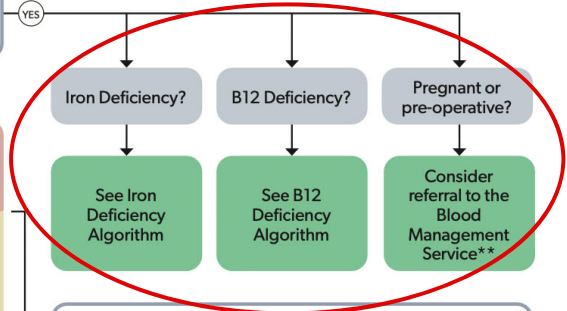 YES
Iron Deficiency?
B12 Deficiency?
Pregnant or
pre-operative?
See Iron
Deficiency
Algorithm
See B12
Deficiency
Algorithm
Consider
referral to the
Blood
Management
Service**